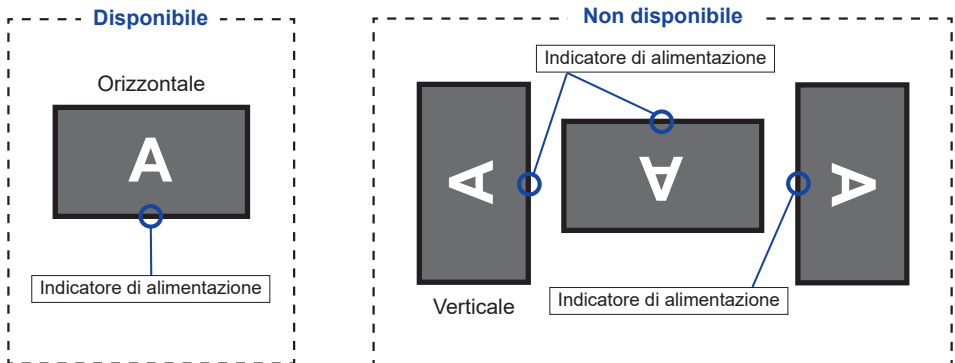 Disponibile
Orizzontale
A
Indicatore di alimentazione
Non disponibile
Indicatore di alimentazione
A
A
A
Verticale
Indicatore di alimentazione